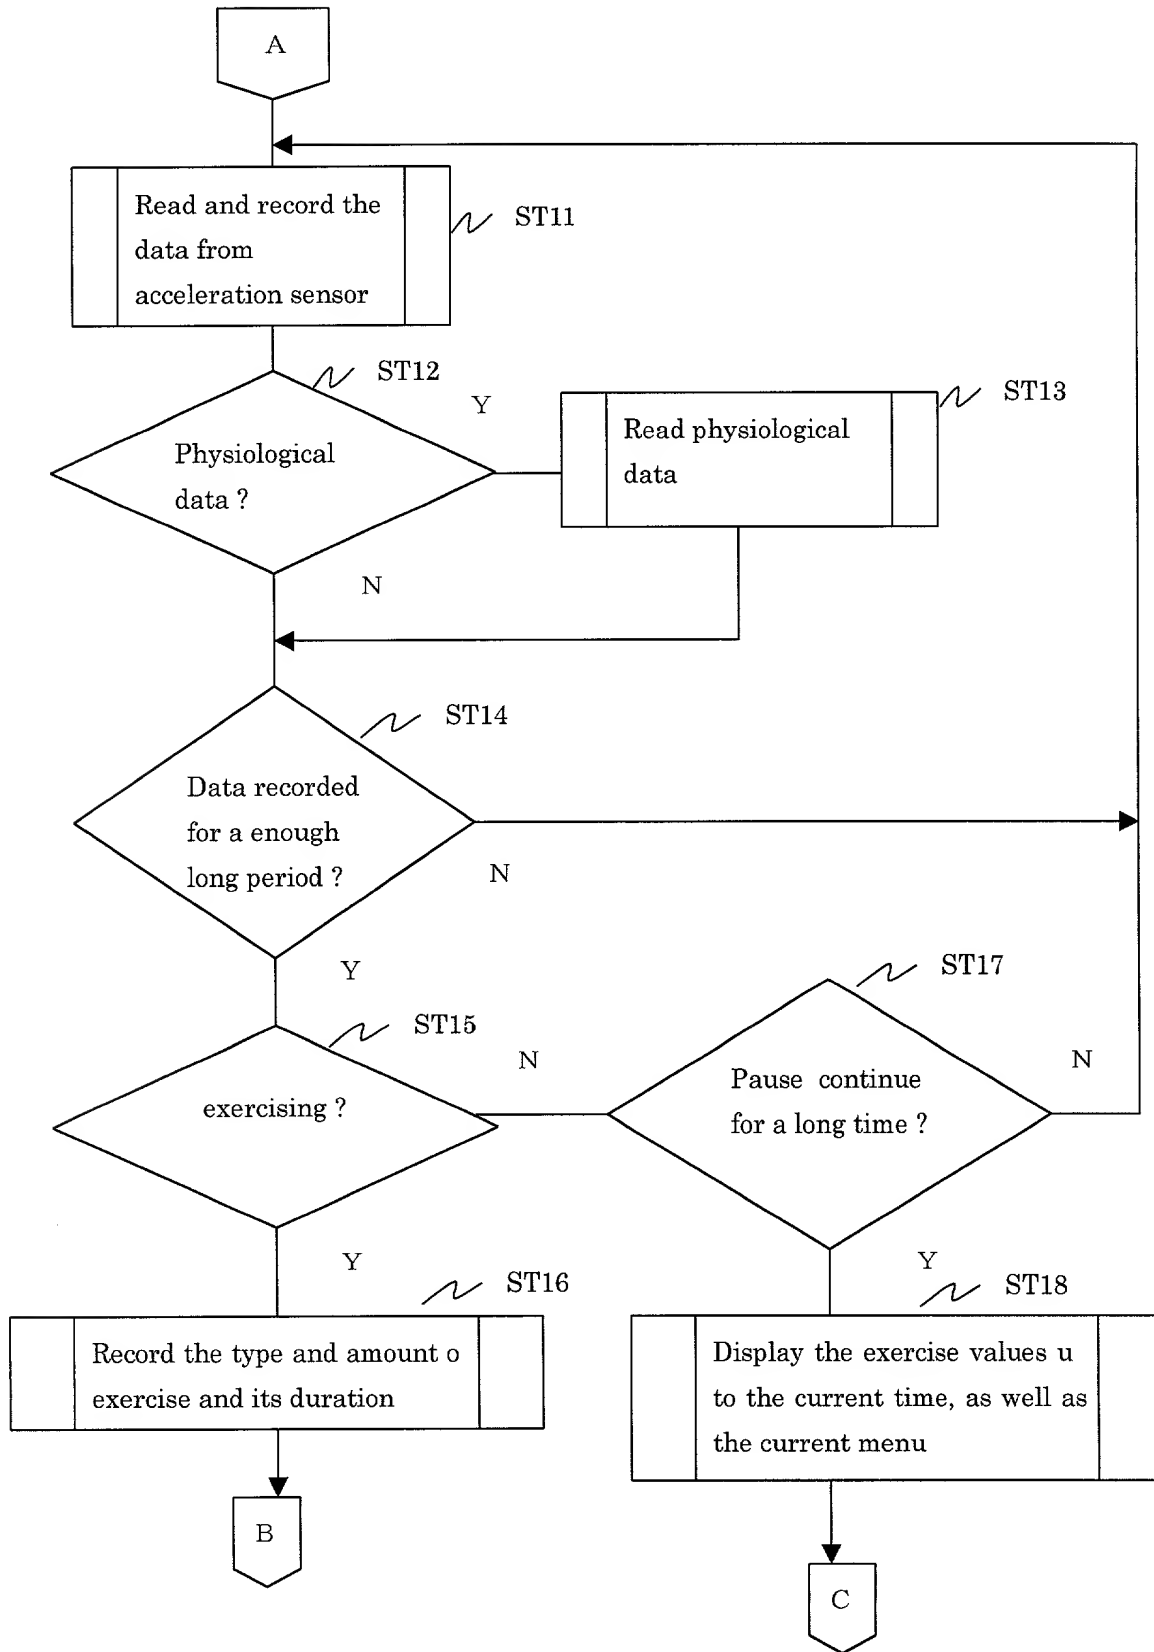 A
Read and record the
data from
acceleration sensor
ST11
ST12
Y
Physiological
data ?
ST13
Read physiological
data
N
ST14
Data recorded
for a enough
long period ?
N
Y
ST15
exercising ?
N
ST17
Pause continue
for a long time ?
N
Y
ST16
Record the type and amount o
exercise and its duration
Y
ST18
Display the exercise values u
to the current time, as well as
the current menu
B
C